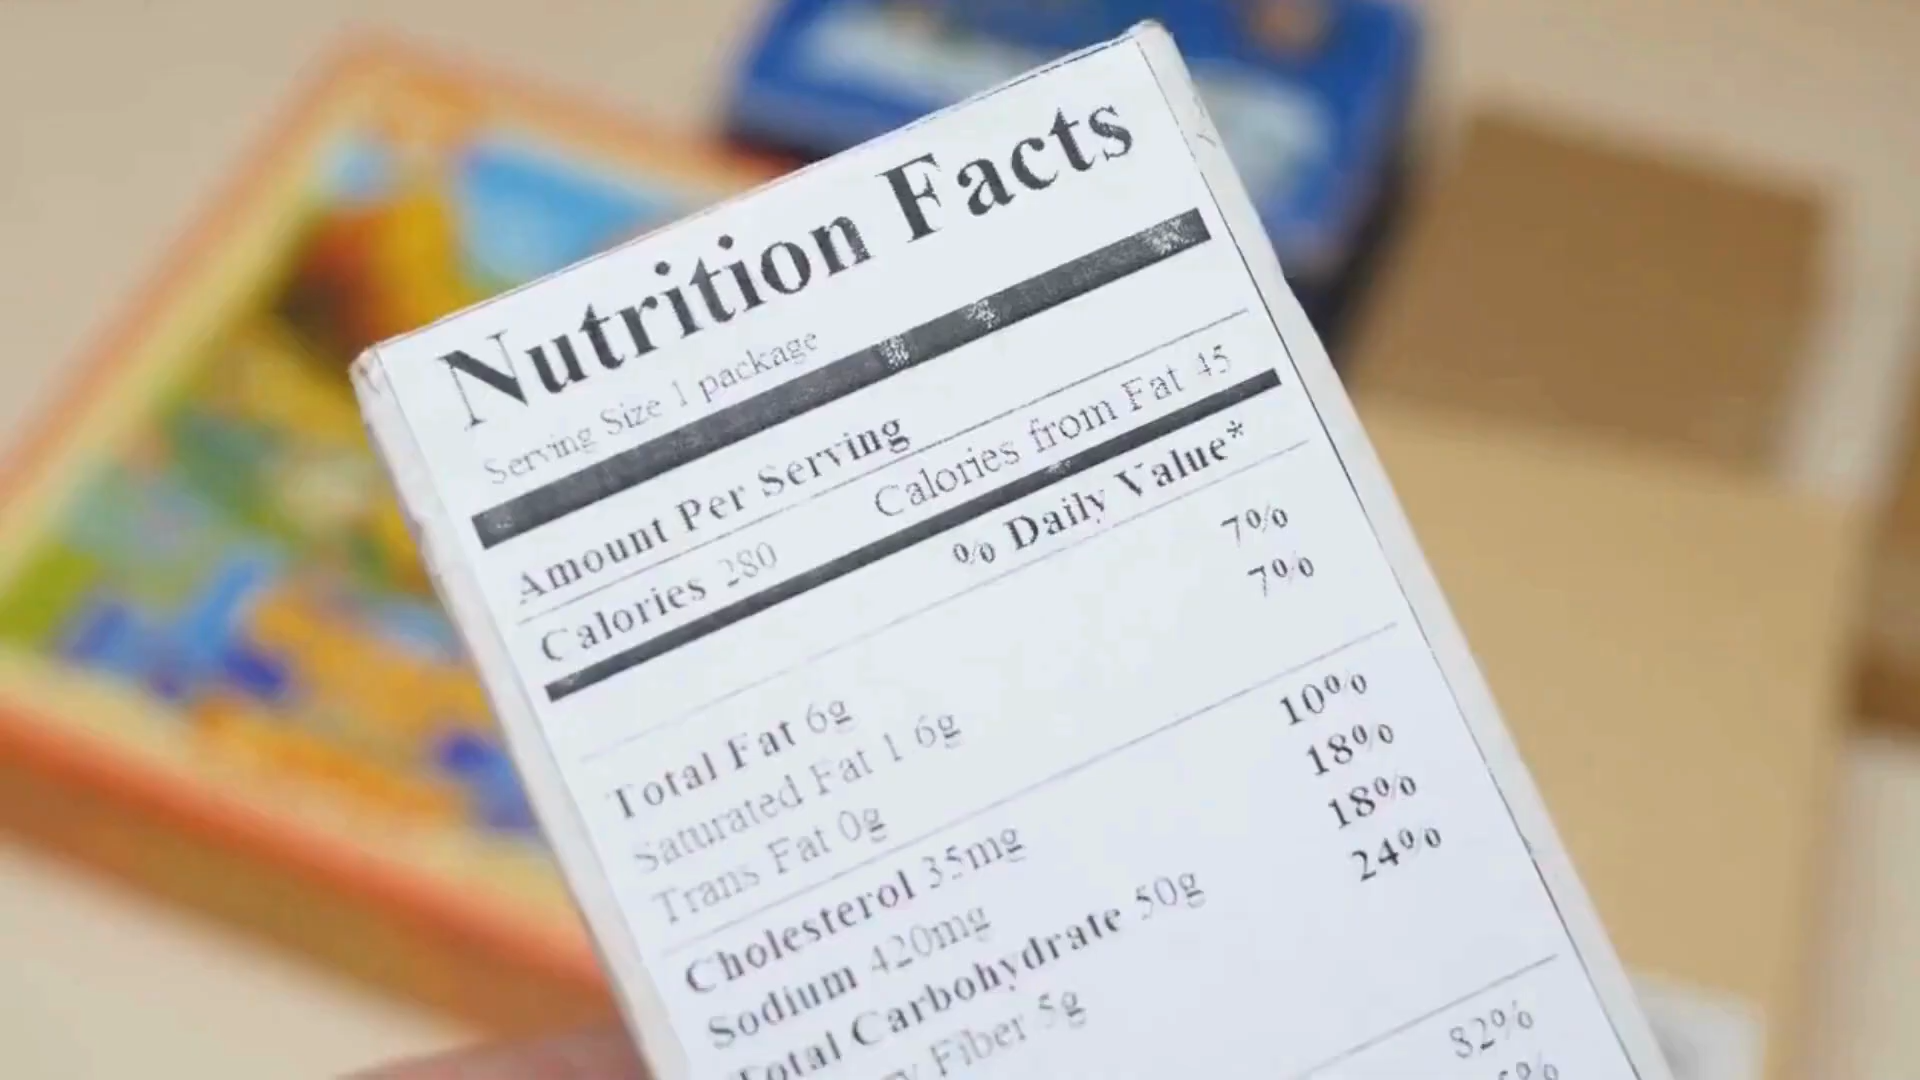 Nutrition Facts
Serving Size 1 package
Amount Per Serving
Calories 280 Calories from Fat 45
% Daily Value*
Total Fat 6g 7%
Saturated Fat 1 6g 7%
Trans Fat 0g
Cholesterol 35mg 10%
Sodium 420mg 18%
Total Carbohydrate 50g 18%
Fiber 5g 24%
82%